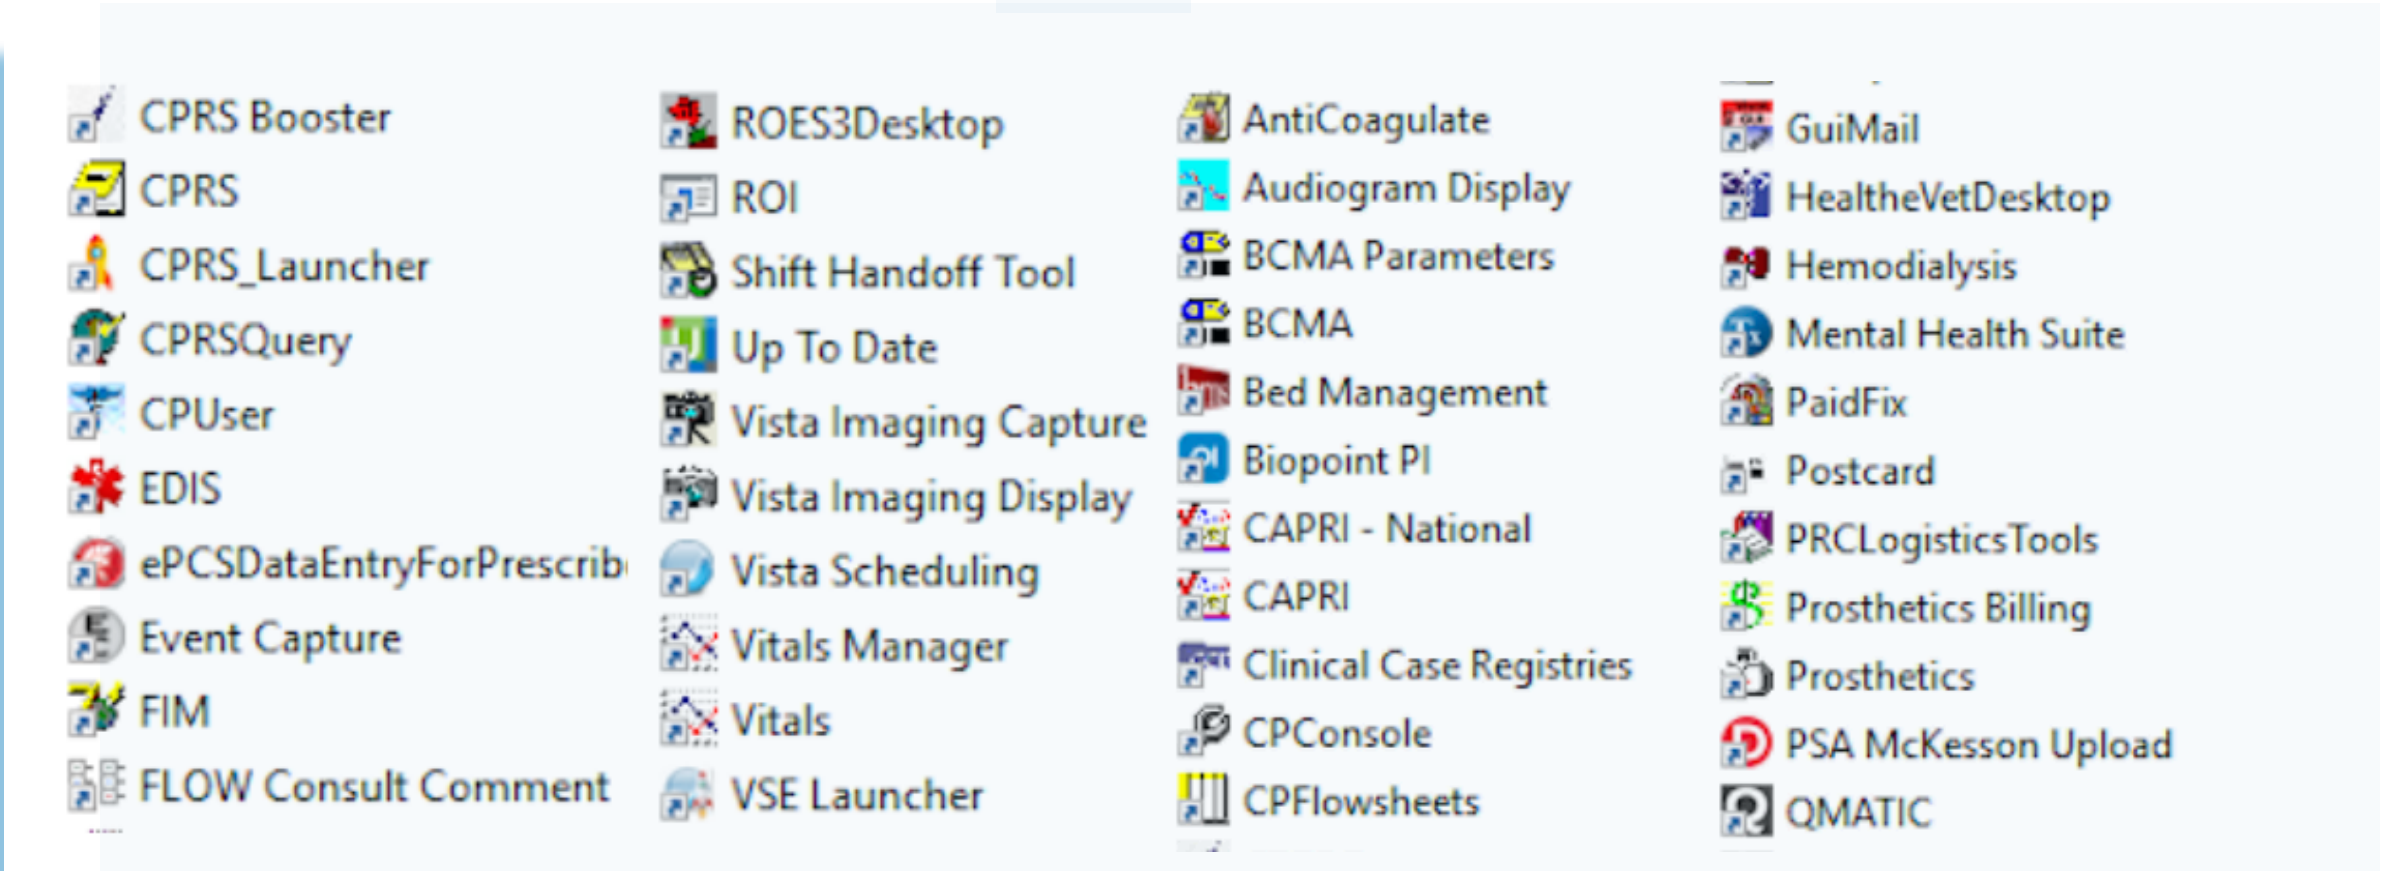 CPRS Booster
CPRS
CPRS_Launcher
CPRSQuery
CPUser
EDIS
ePCSDataEntryForPrescrib
Event Capture
FIM
FLOW Consult Comment
ROES3Desktop
ROI
Shift Handoff Tool
Up To Date
Vista Imaging Capture
Vista Imaging Display
Vista Scheduling
Vitals Manager
Vitals
VSE Launcher
AntiCoagulate
Audiogram Display
BCMA Parameters
BCMA
Bed Management
Biopoint PI
CAPRI - National
CAPRI
Clinical Case Registries
CPConsole
CPFlowsheets
GuiMail
HealtheVetDesktop
Hemodialysis
Mental Health Suite
PaidFix
Postcard
PRCLogisticsTools
Prosthetics Billing
Prosthetics
PSA McKesson Upload
QMATIC